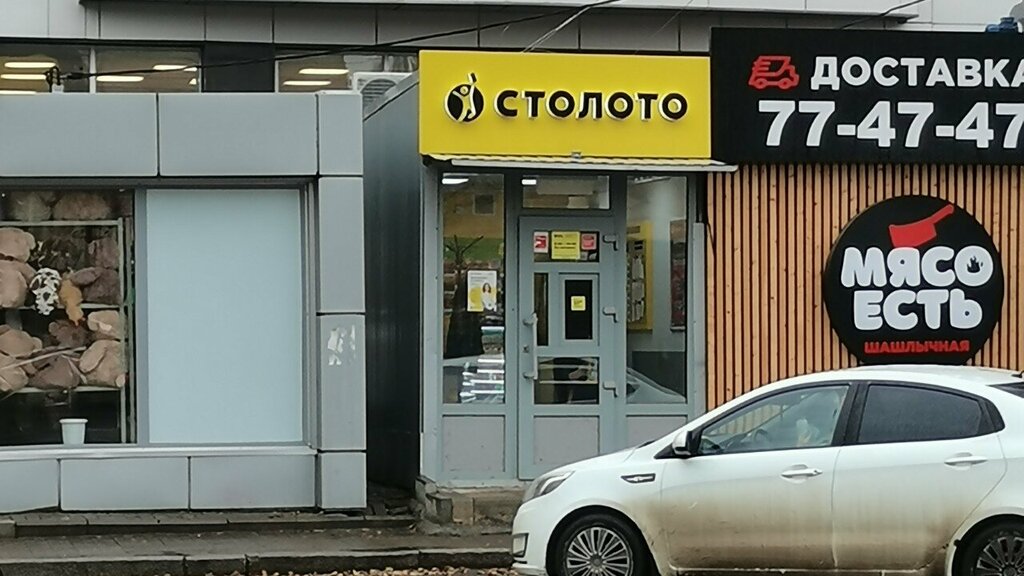 СТОЛОТО
ДОСТАВКА
77-47-47
МЯСО
ЕСТЬ
ШАШЛЫЧНАЯ